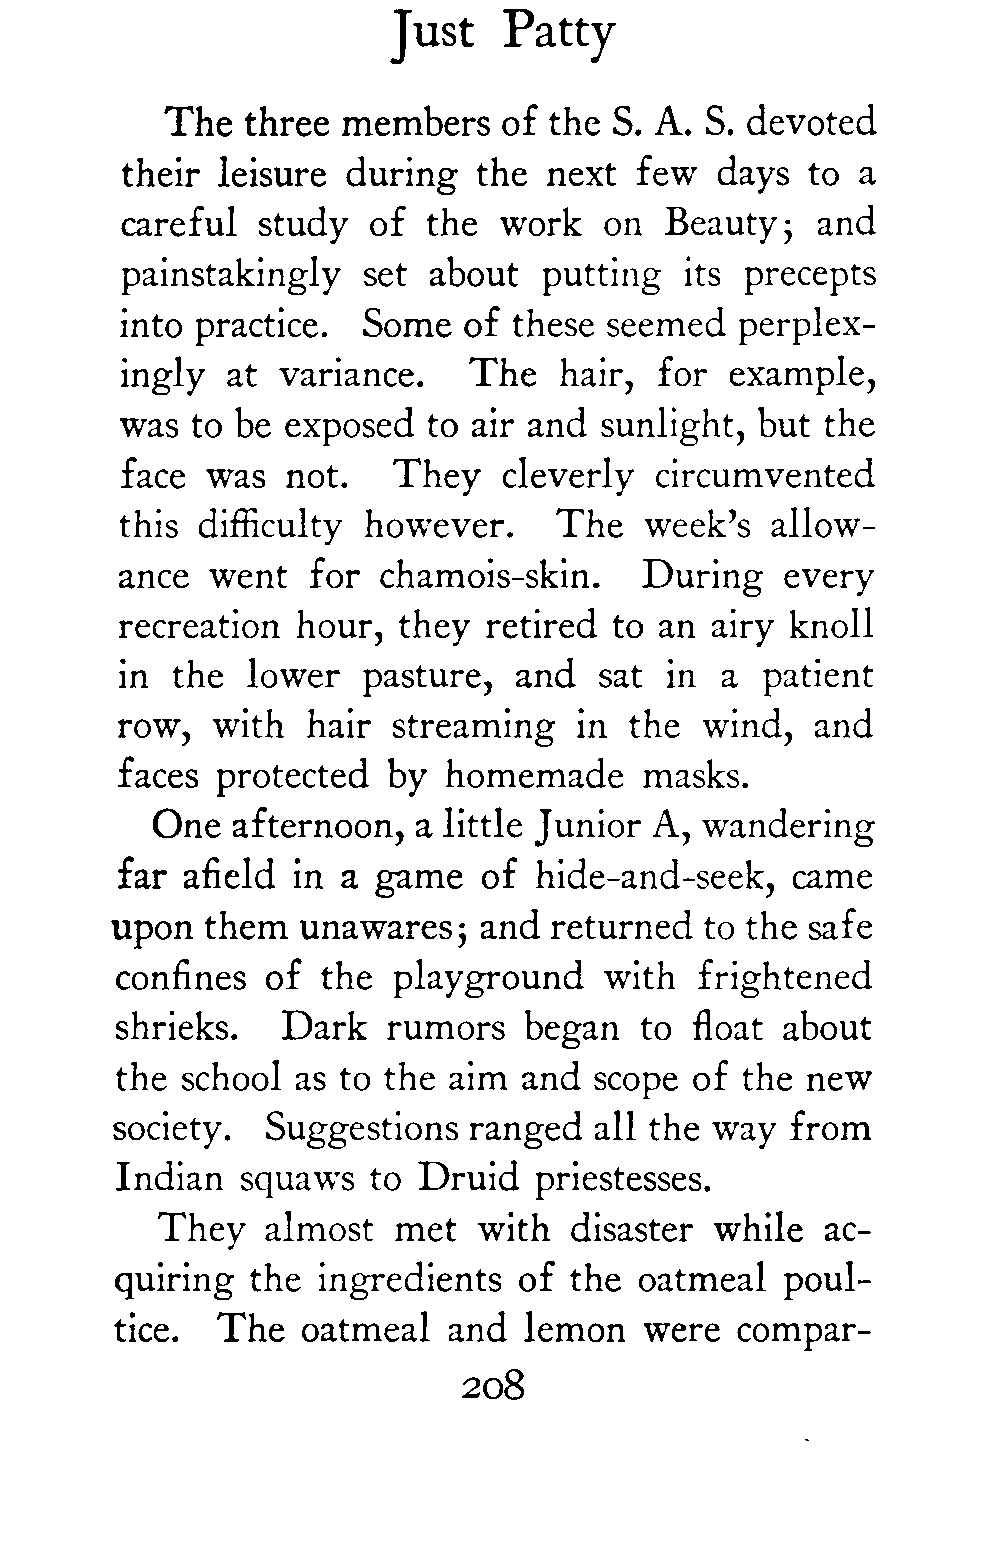 Just Patty
The three members of the S. A. S. devoted
their leisure during the next few days to a
careful study of the work on Beauty; and
painstakingly set about putting its precepts
into practice. Some of these seemed perplex-
ingly at variance. The hair, for example,
was to be exposed to air and sunlight, but the
face was not. They cleverly circumvented
this difficulty however. The week's allow-
ance went for chamois-skin. During every
recreation hour, they retired to an airy knoll
in the lower pasture, and sat in a patient
row, with hair streaming in the wind, and
faces protected by homemade masks.
One afternoon, a little Junior A, wandering
far afield in a game of hide-and-seek, came
upon them unawares; and returned to the safe
confines of the playground with frightened
shrieks. Dark rumors began to float about
the school as to the aim and scope of the new
society. Suggestions ranged all the way from
Indian squaws to Druid priestesses.
They almost met with disaster while ac-
quiring the ingredients of the oatmeal poul-
tice. The oatmeal and lemon were compar-
208